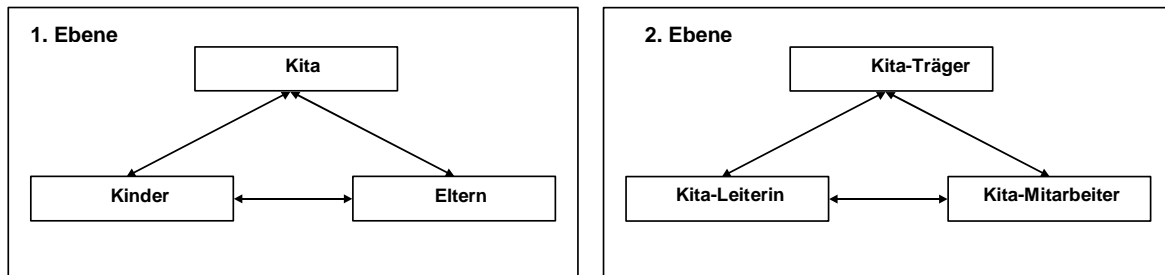 1. Ebene
Kita
Kinder
Eltern
2. Ebene
Kita-Träger
Kita-Leiterin
Kita-Mitarbeiter